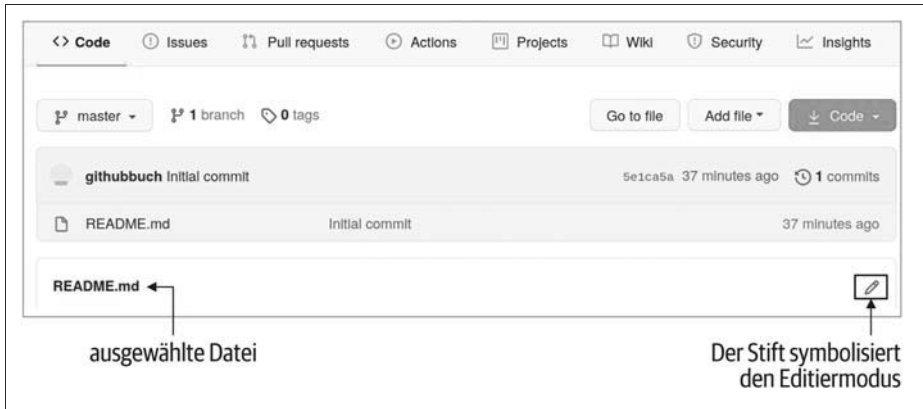 <> Code Issues Pull requests Actions Projects Wiki Security Insights
master 1 branch 0 tags Go to file Add file Code
githubbuch Initial commit 5e1ca5a 37 minutes ago 1 commits
README.md Initial commit 37 minutes ago
README.md
ausgewählte Datei
Der Stift symbolisiert
den Editiermodus